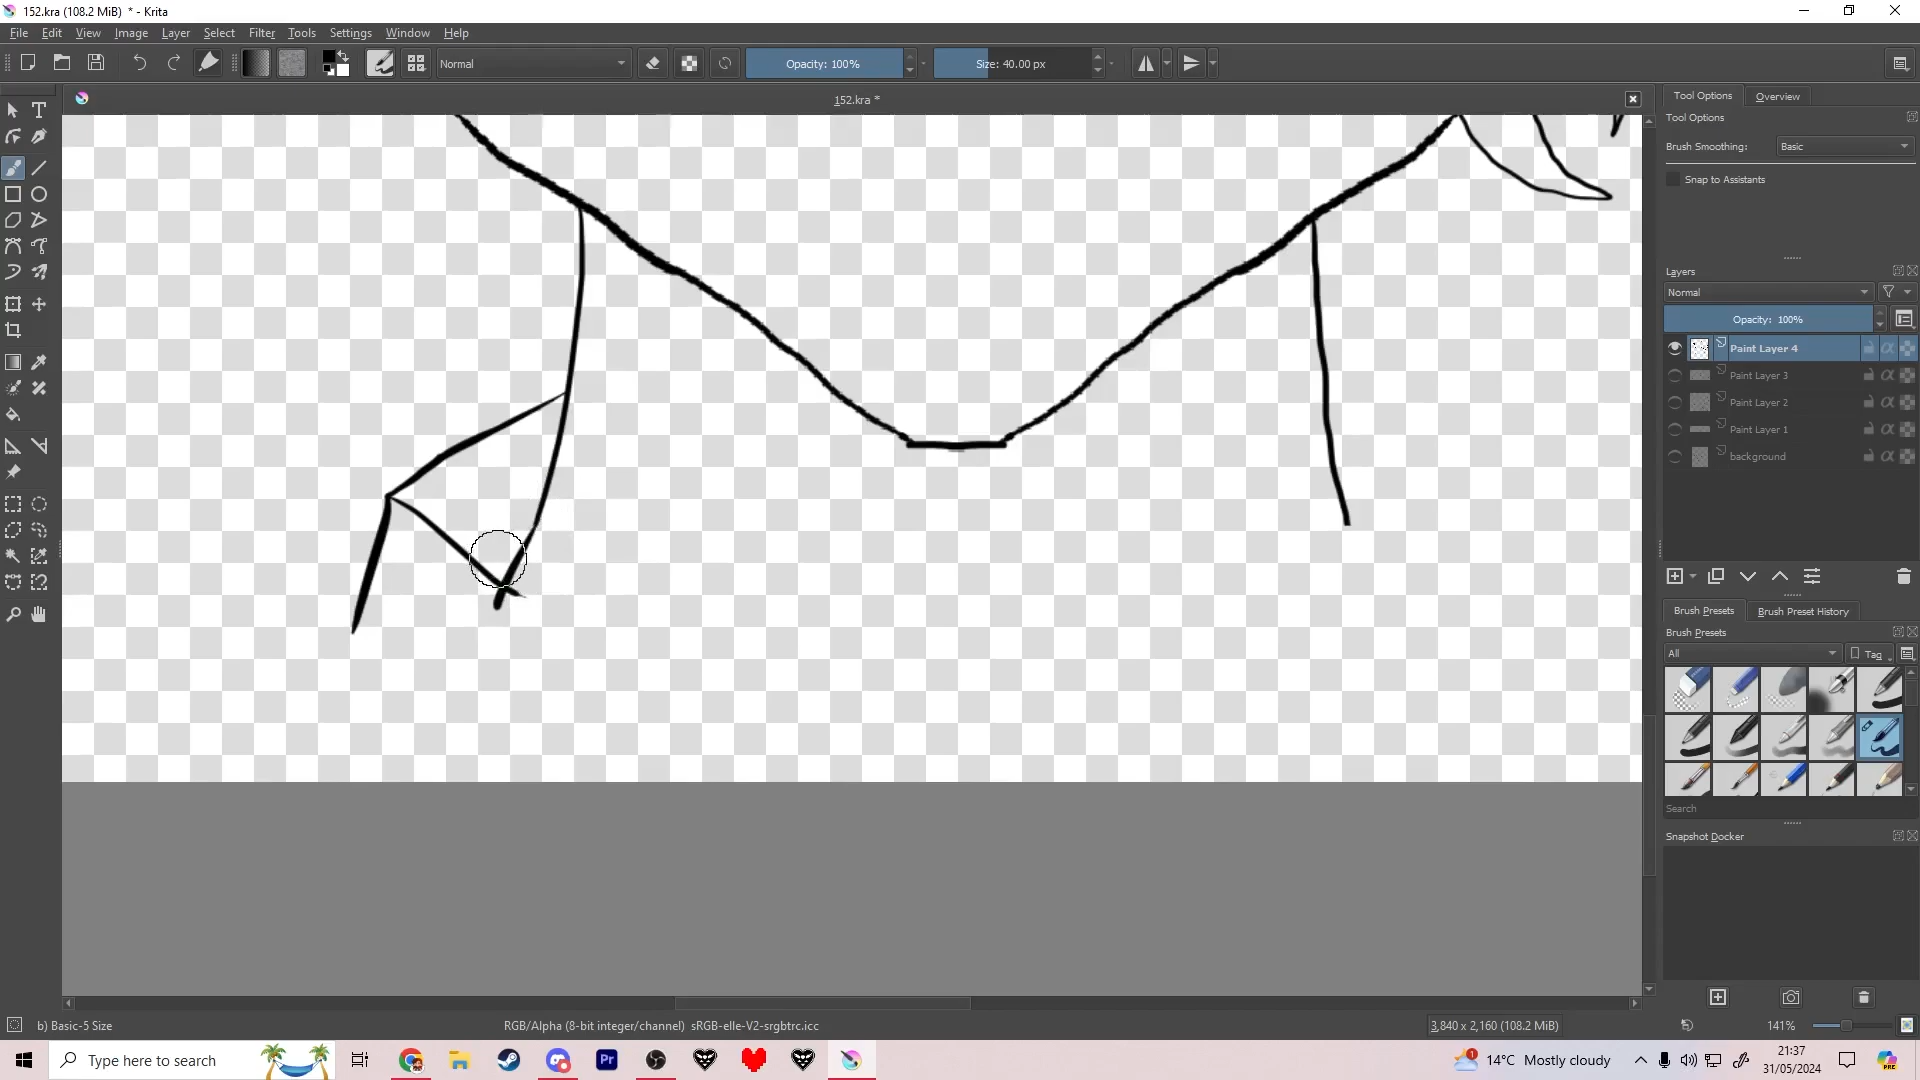 152.kra (108.2 MiB)  * - Krita
File Edit View Image Layer Select Filter Tools Settings Window Help
Normal
Opacity: 100%
Size: 40.00 px
152.kra *
Tool Options
Overview
Tool Options
Brush Smoothing:
Basic
Snap to Assistants
Layers
Normal
Opacity: 100%
Paint Layer 4
Paint Layer 3
Paint Layer 2
Paint Layer 1
background
Brush Presets
Brush Preset History
Brush Presets
All
Tag
Search
Snapshot Docker
b) Basic-5 Size
RGB/Alpha (8-bit integer/channel)  sRGB-elle-V2-srgbtrc.icc
3,840 x 2,160 (108.2 MiB)
141%
Type here to search
Pr
1
14°C  Mostly cloudy
21:37
31/05/2024
PRE